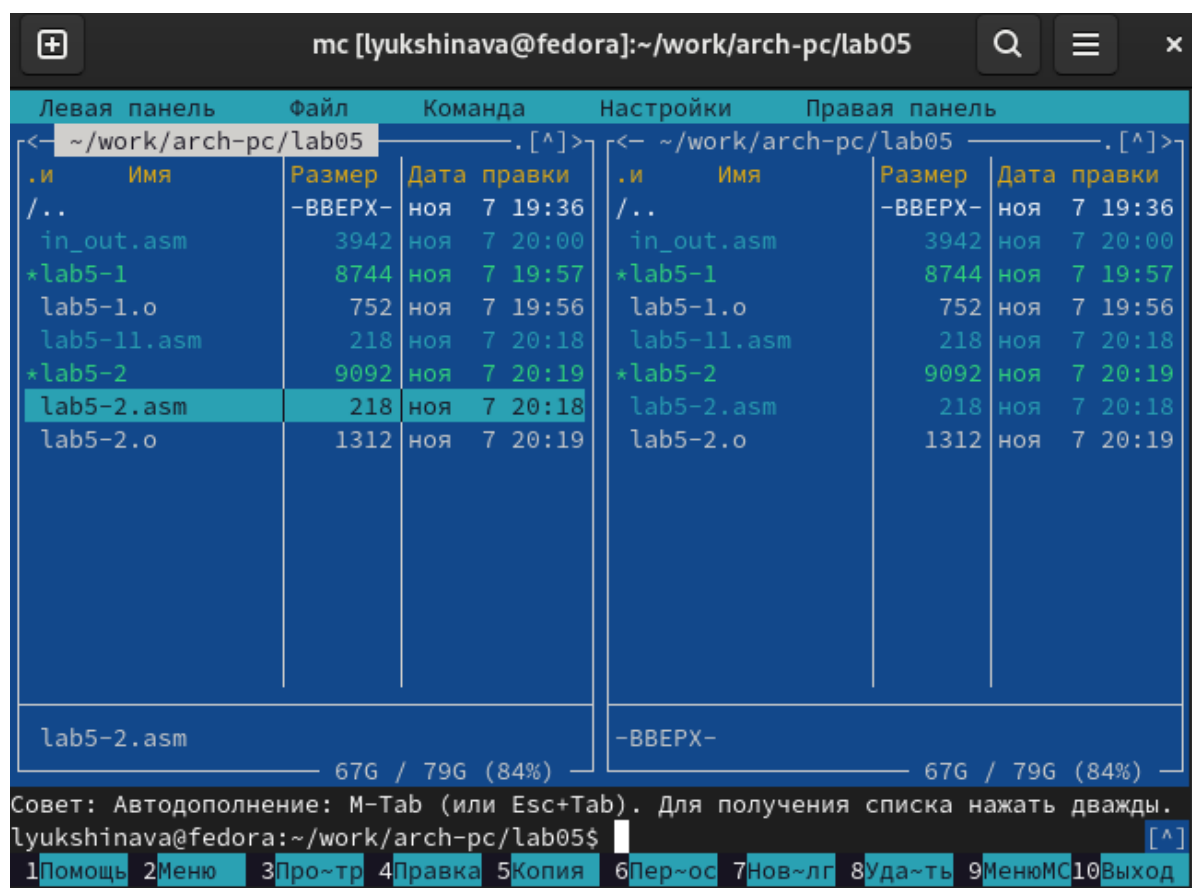 mc [lyukshinava@fedora]:~/work/arch-pc/lab05
Левая панель Файл Команда Настройки Правая панель
<— ~/work/arch-pc/lab05 .[^]> <— ~/work/arch-pc/lab05 .[^]>
.и Имя Размер Дата правки .и Имя Размер Дата правки
/.. -ВВЕРХ- ноя 7 19:36 /.. -ВВЕРХ- ноя 7 19:36
in_out.asm 3942 ноя 7 20:00 in_out.asm 3942 ноя 7 20:00
*lab5-1 8744 ноя 7 19:57 *lab5-1 8744 ноя 7 19:57
lab5-1.o 752 ноя 7 19:56 lab5-1.o 752 ноя 7 19:56
lab5-11.asm 218 ноя 7 20:18 lab5-11.asm 218 ноя 7 20:18
*lab5-2 9092 ноя 7 20:19 *lab5-2 9092 ноя 7 20:19
lab5-2.asm 218 ноя 7 20:18 lab5-2.asm 218 ноя 7 20:18
lab5-2.o 1312 ноя 7 20:19 lab5-2.o 1312 ноя 7 20:19
lab5-2.asm -ВВЕРХ-
67G / 79G (84%) 67G / 79G (84%)
Совет: Автодополнение: M-Tab (или Esc+Tab). Для получения списка нажать дважды.
lyukshinava@fedora:~/work/arch-pc/lab05$ [^]
1Помощь 2Меню 3Про~тр 4Правка 5Копия 6Пер~ос 7Нов~лг 8Уда~ть 9МенюMC 10Выход